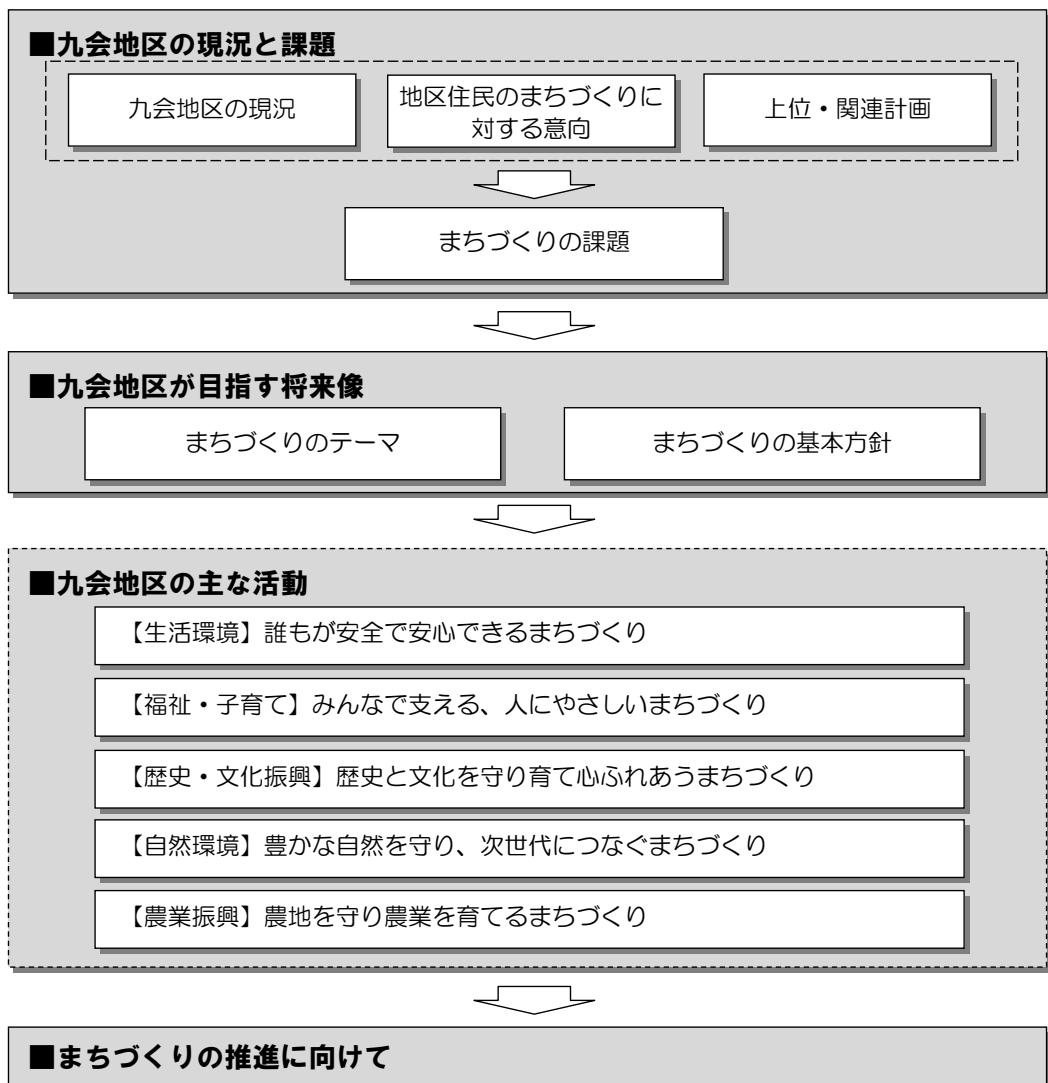 ■九会地区の現況と課題
九会地区の現況
地区住民のまちづくりに
対する意向
上位・関連計画
まちづくりの課題
■九会地区が目指す将来像
まちづくりのテーマ
まちづくりの基本方針
■九会地区の主な活動
【生活環境】誰もが安全で安心できるまちづくり
【福祉・子育て】みんなで支える、人にやさしいまちづくり
【歴史・文化振興】歴史と文化を守り育て心ふれあうまちづくり
【自然環境】豊かな自然を守り、次世代につなぐまちづくり
【農業振興】農地を守り農業を育てるまちづくり
■まちづくりの推進に向けて